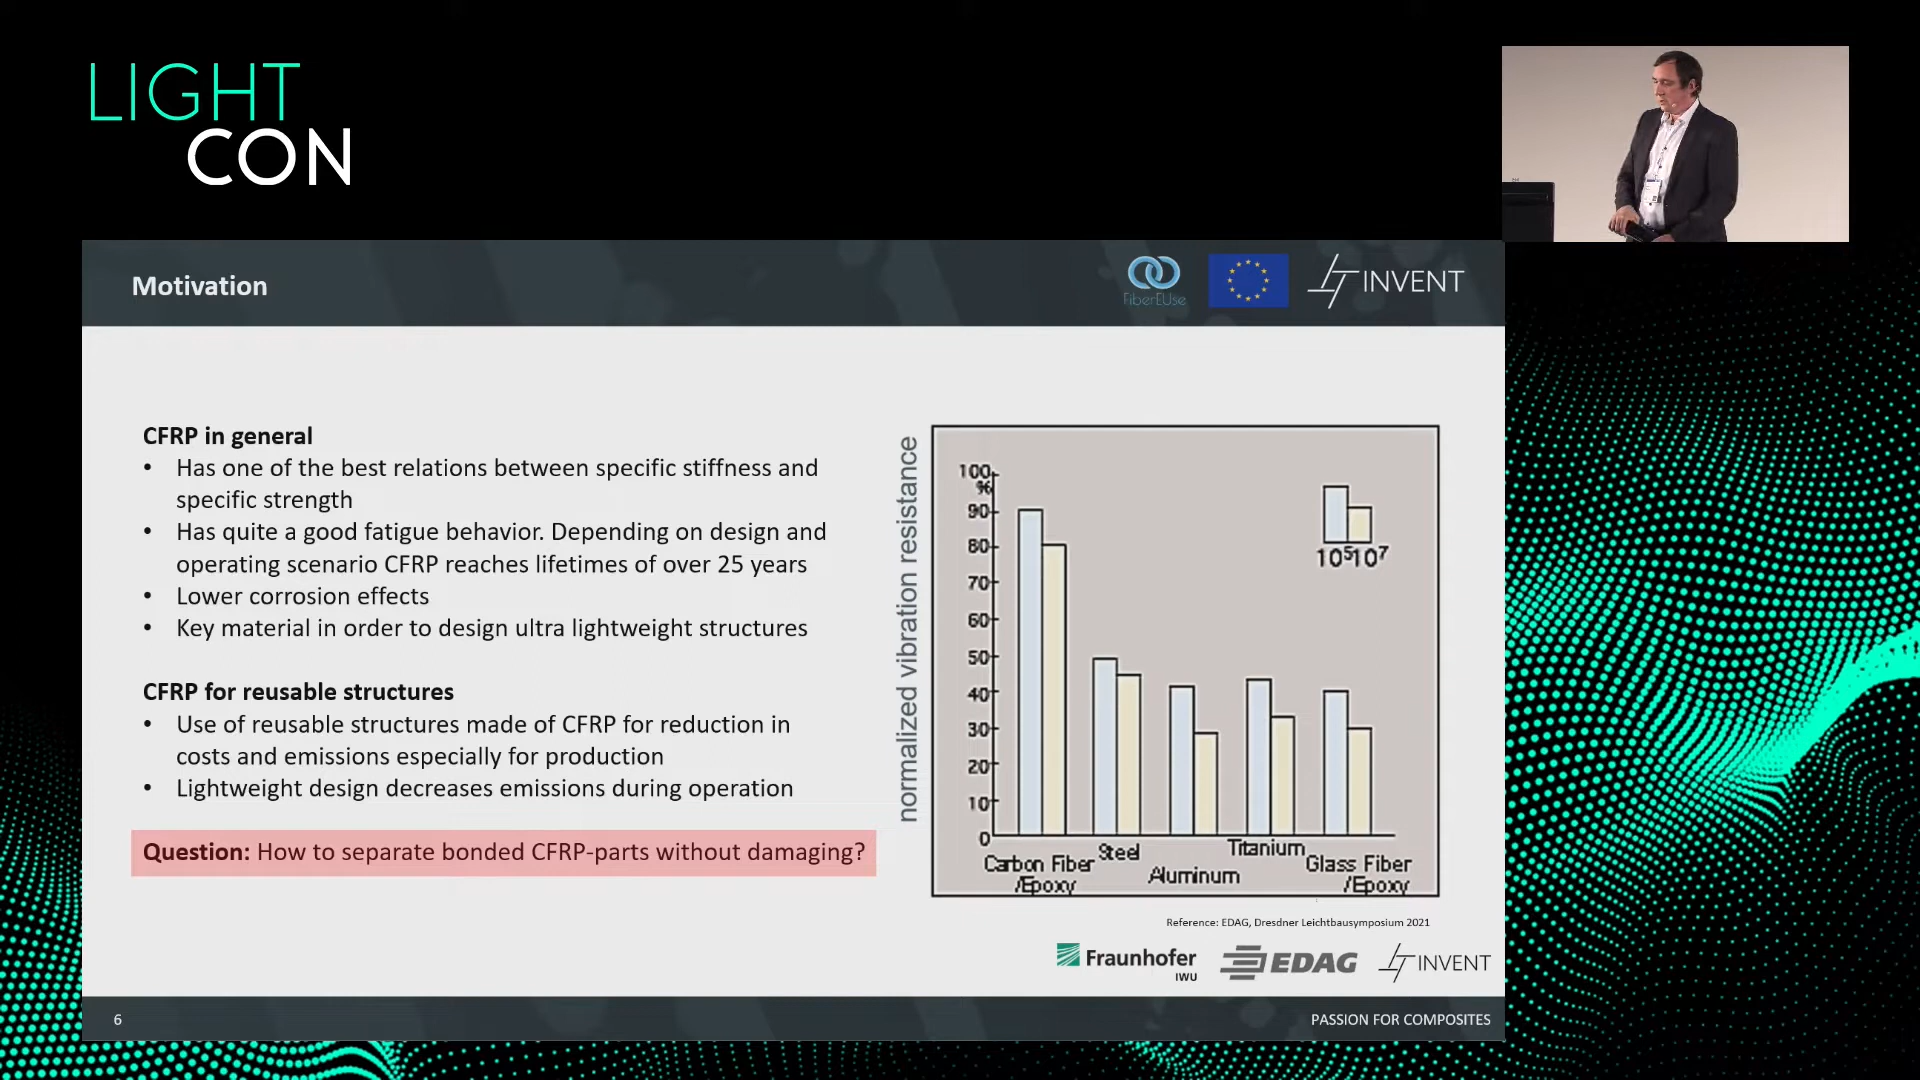 LIGHT
CON
Motivation
FiberEUse
INVENT
CFRP in general
• Has one of the best relations between specific stiffness and
specific strength
• Has quite a good fatigue behavior. Depending on design and
operating scenario CFRP reaches lifetimes of over 25 years
• Lower corrosion effects
• Key material in order to design ultra lightweight structures
CFRP for reusable structures
• Use of reusable structures made of CFRP for reduction in
costs and emissions especially for production
• Lightweight design decreases emissions during operation
Question: How to separate bonded CFRP-parts without damaging?
normalized vibration resistance
100
%
90
80
70
60
50
40
30
20
10
0
10⁵ 10⁷
Carbon Fiber
/Epoxy
Steel
Aluminum
Titanium
Glass Fiber
/Epoxy
Reference: EDAG, Dresdner Leichtbausymposium 2021
Fraunhofer
IWU
EDAG
INVENT
6
PASSION FOR COMPOSITES